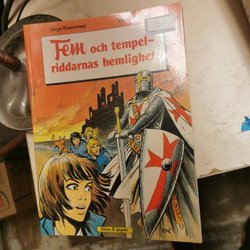 Serge Rosenzweig
Fem och tempel-
riddarnas hemlighet